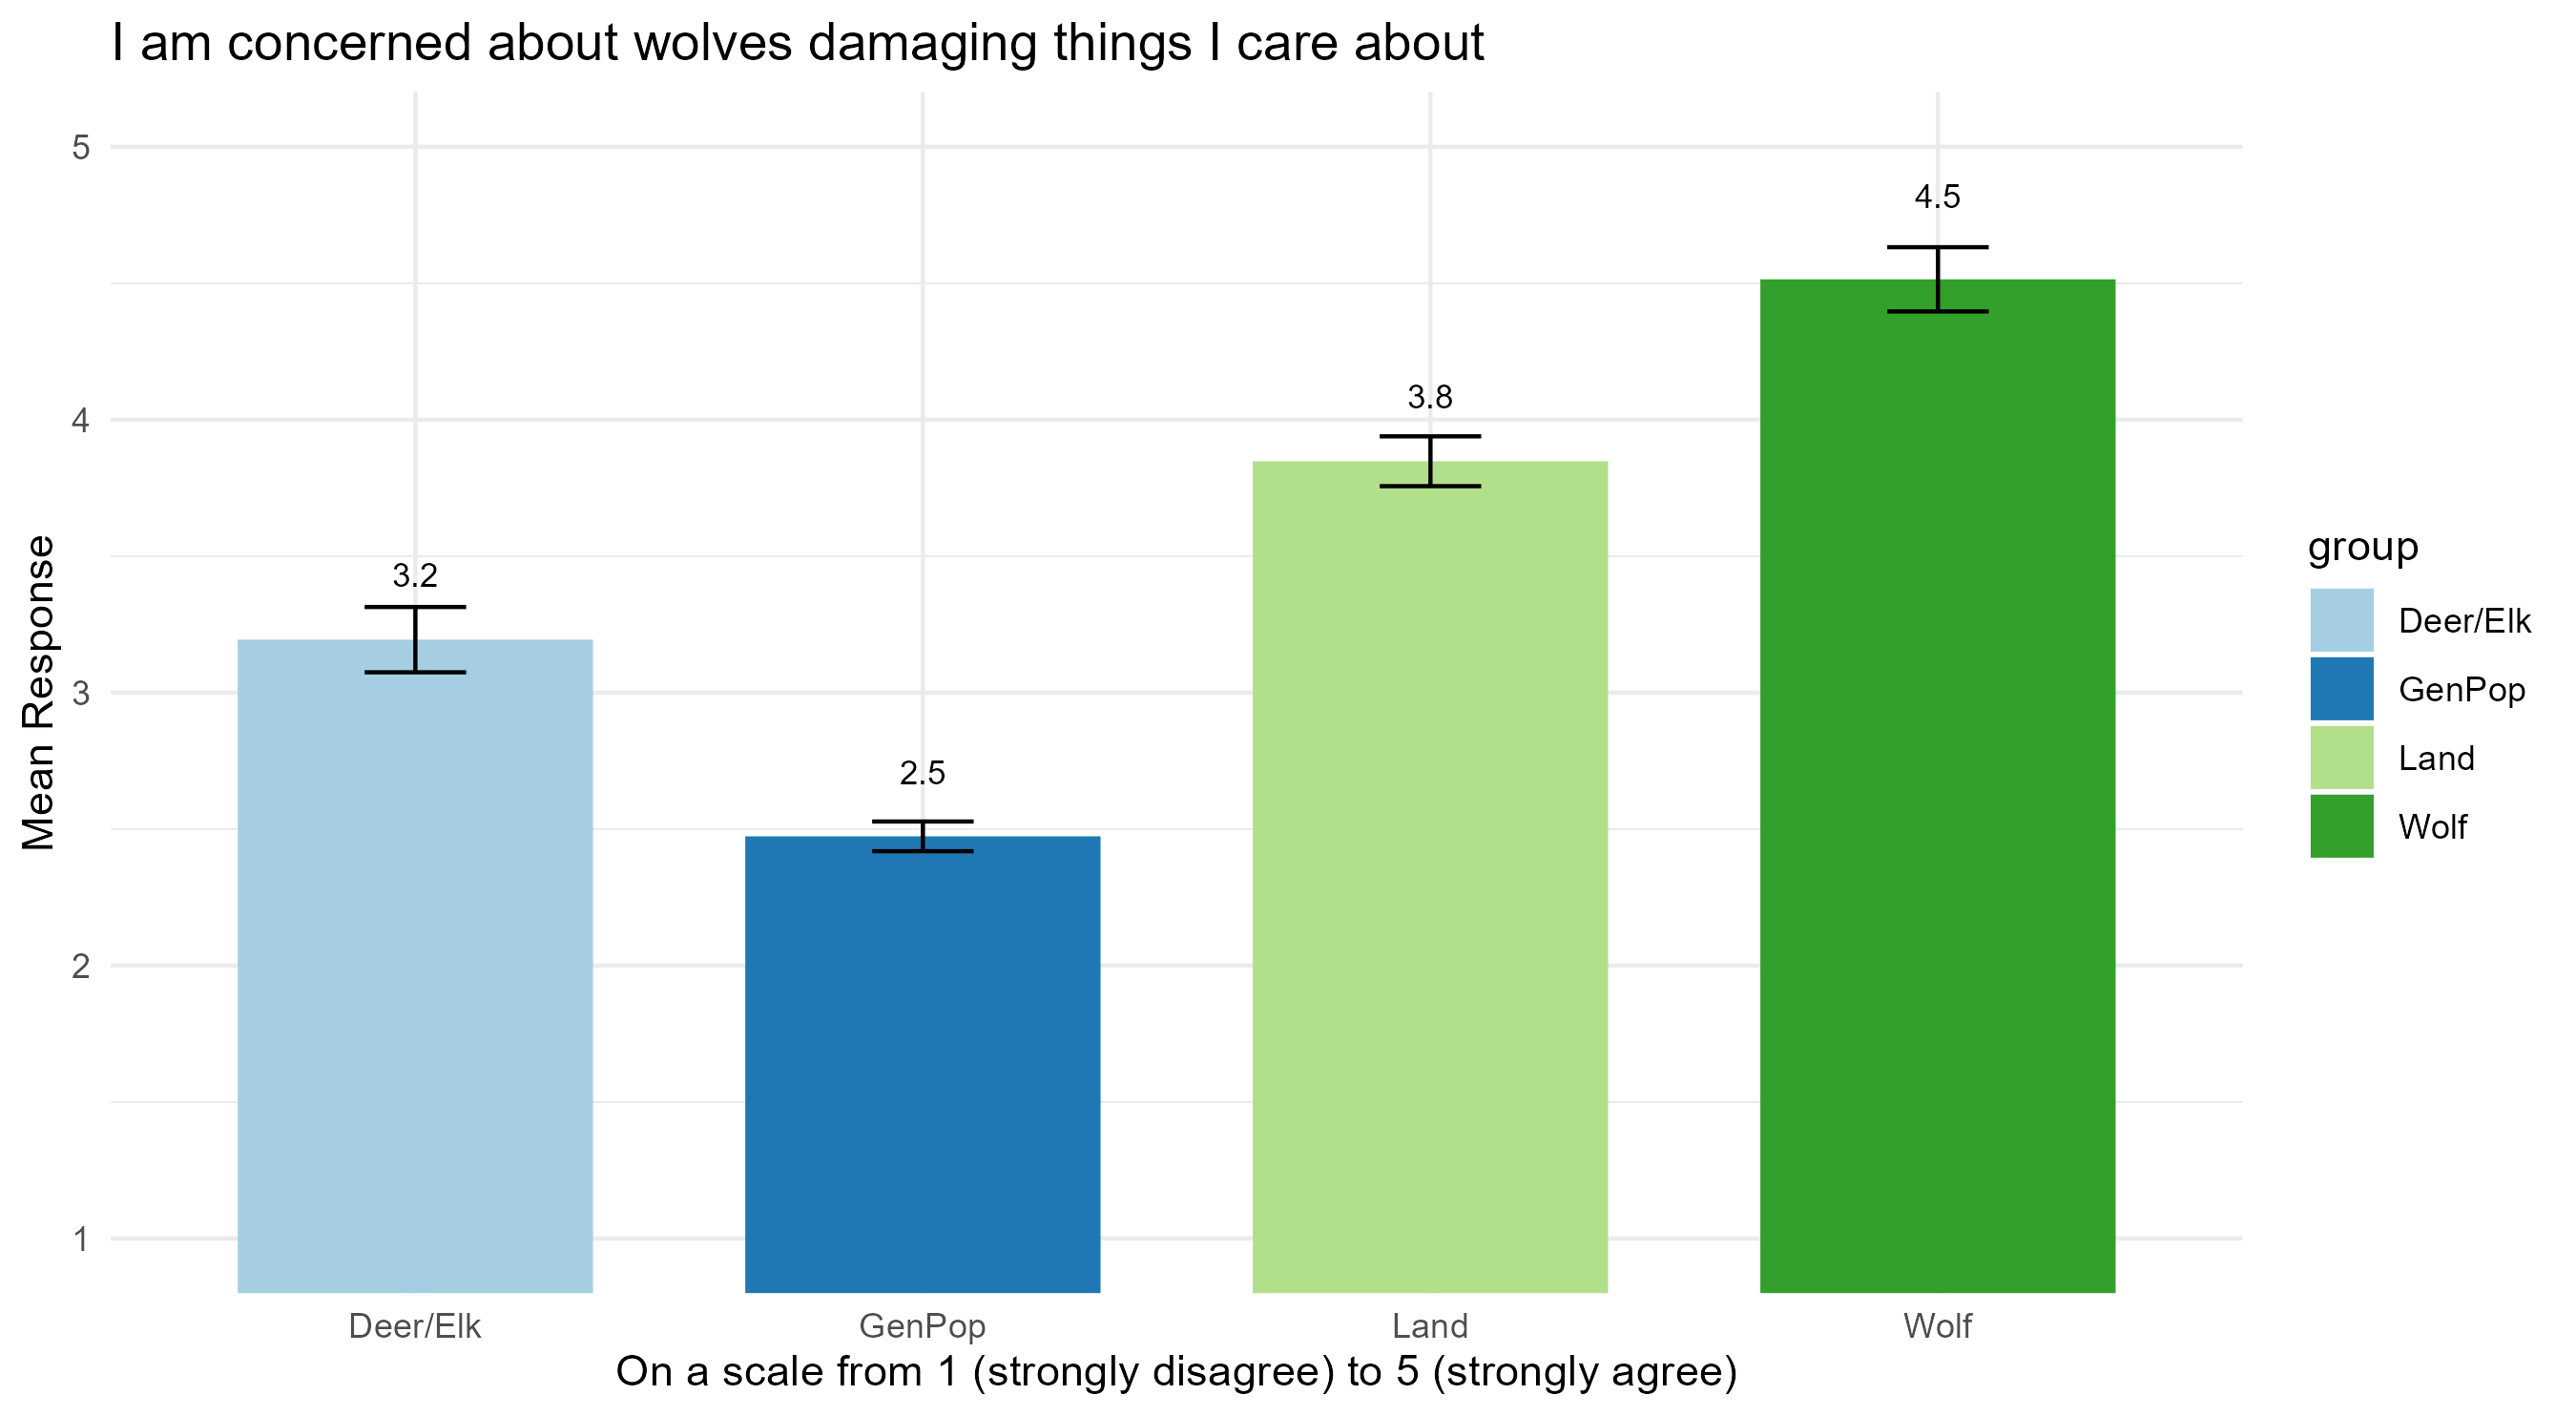 I am concerned about wolves damaging things I care about
Mean Response
5
4
3
2
1
3.2
2.5
3.8
4.5
Deer/Elk
GenPop
Land
Wolf
On a scale from 1 (strongly disagree) to 5 (strongly agree)
group
Deer/Elk
GenPop
Land
Wolf